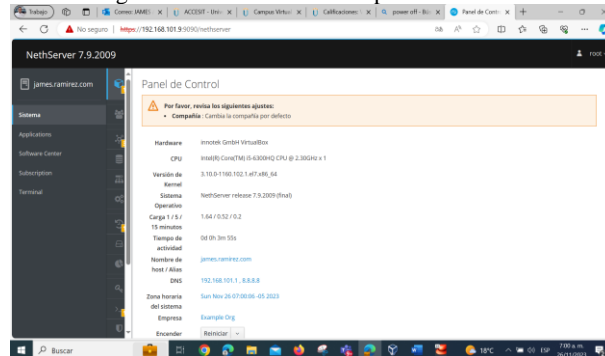 Trabajo
Correo: JAMES
ACCESIT - Univ
Campus Virtual
Calificaciones
power off - Bus
Panel de Contr
No seguro
https://192.168.101.9:9090/nethserver
NethServer 7.9.2009
root
james.ramirez.com
Sistema
Applications
Software Center
Subscription
Terminal
Panel de Control
Por favor, revisa los siguientes ajustes:
• Compañía : Cambia la compañía por defecto
Hardware innotek GmbH VirtualBox
CPU Intel(R) Core(TM) i5-6300HQ CPU @ 2.30GHz x 1
Versión de Kernel 3.10.0-1160.102.1.el7.x86_64
Sistema Operativo NethServer release 7.9.2009 (final)
Carga 1 / 5 / 15 minutos 1.64 / 0.52 / 0.2
Tiempo de actividad 0d 0h 3m 55s
Nombre de host / Alias james.ramirez.com
DNS 192.168.101.1 , 8.8.8.8
Zona horaria del sistema Sun Nov 26 07:00:08 -05 2023
Empresa Example Org
Encender Reiniciar
Buscar
18°C
ESP
7:00 a. m.
26/11/2023